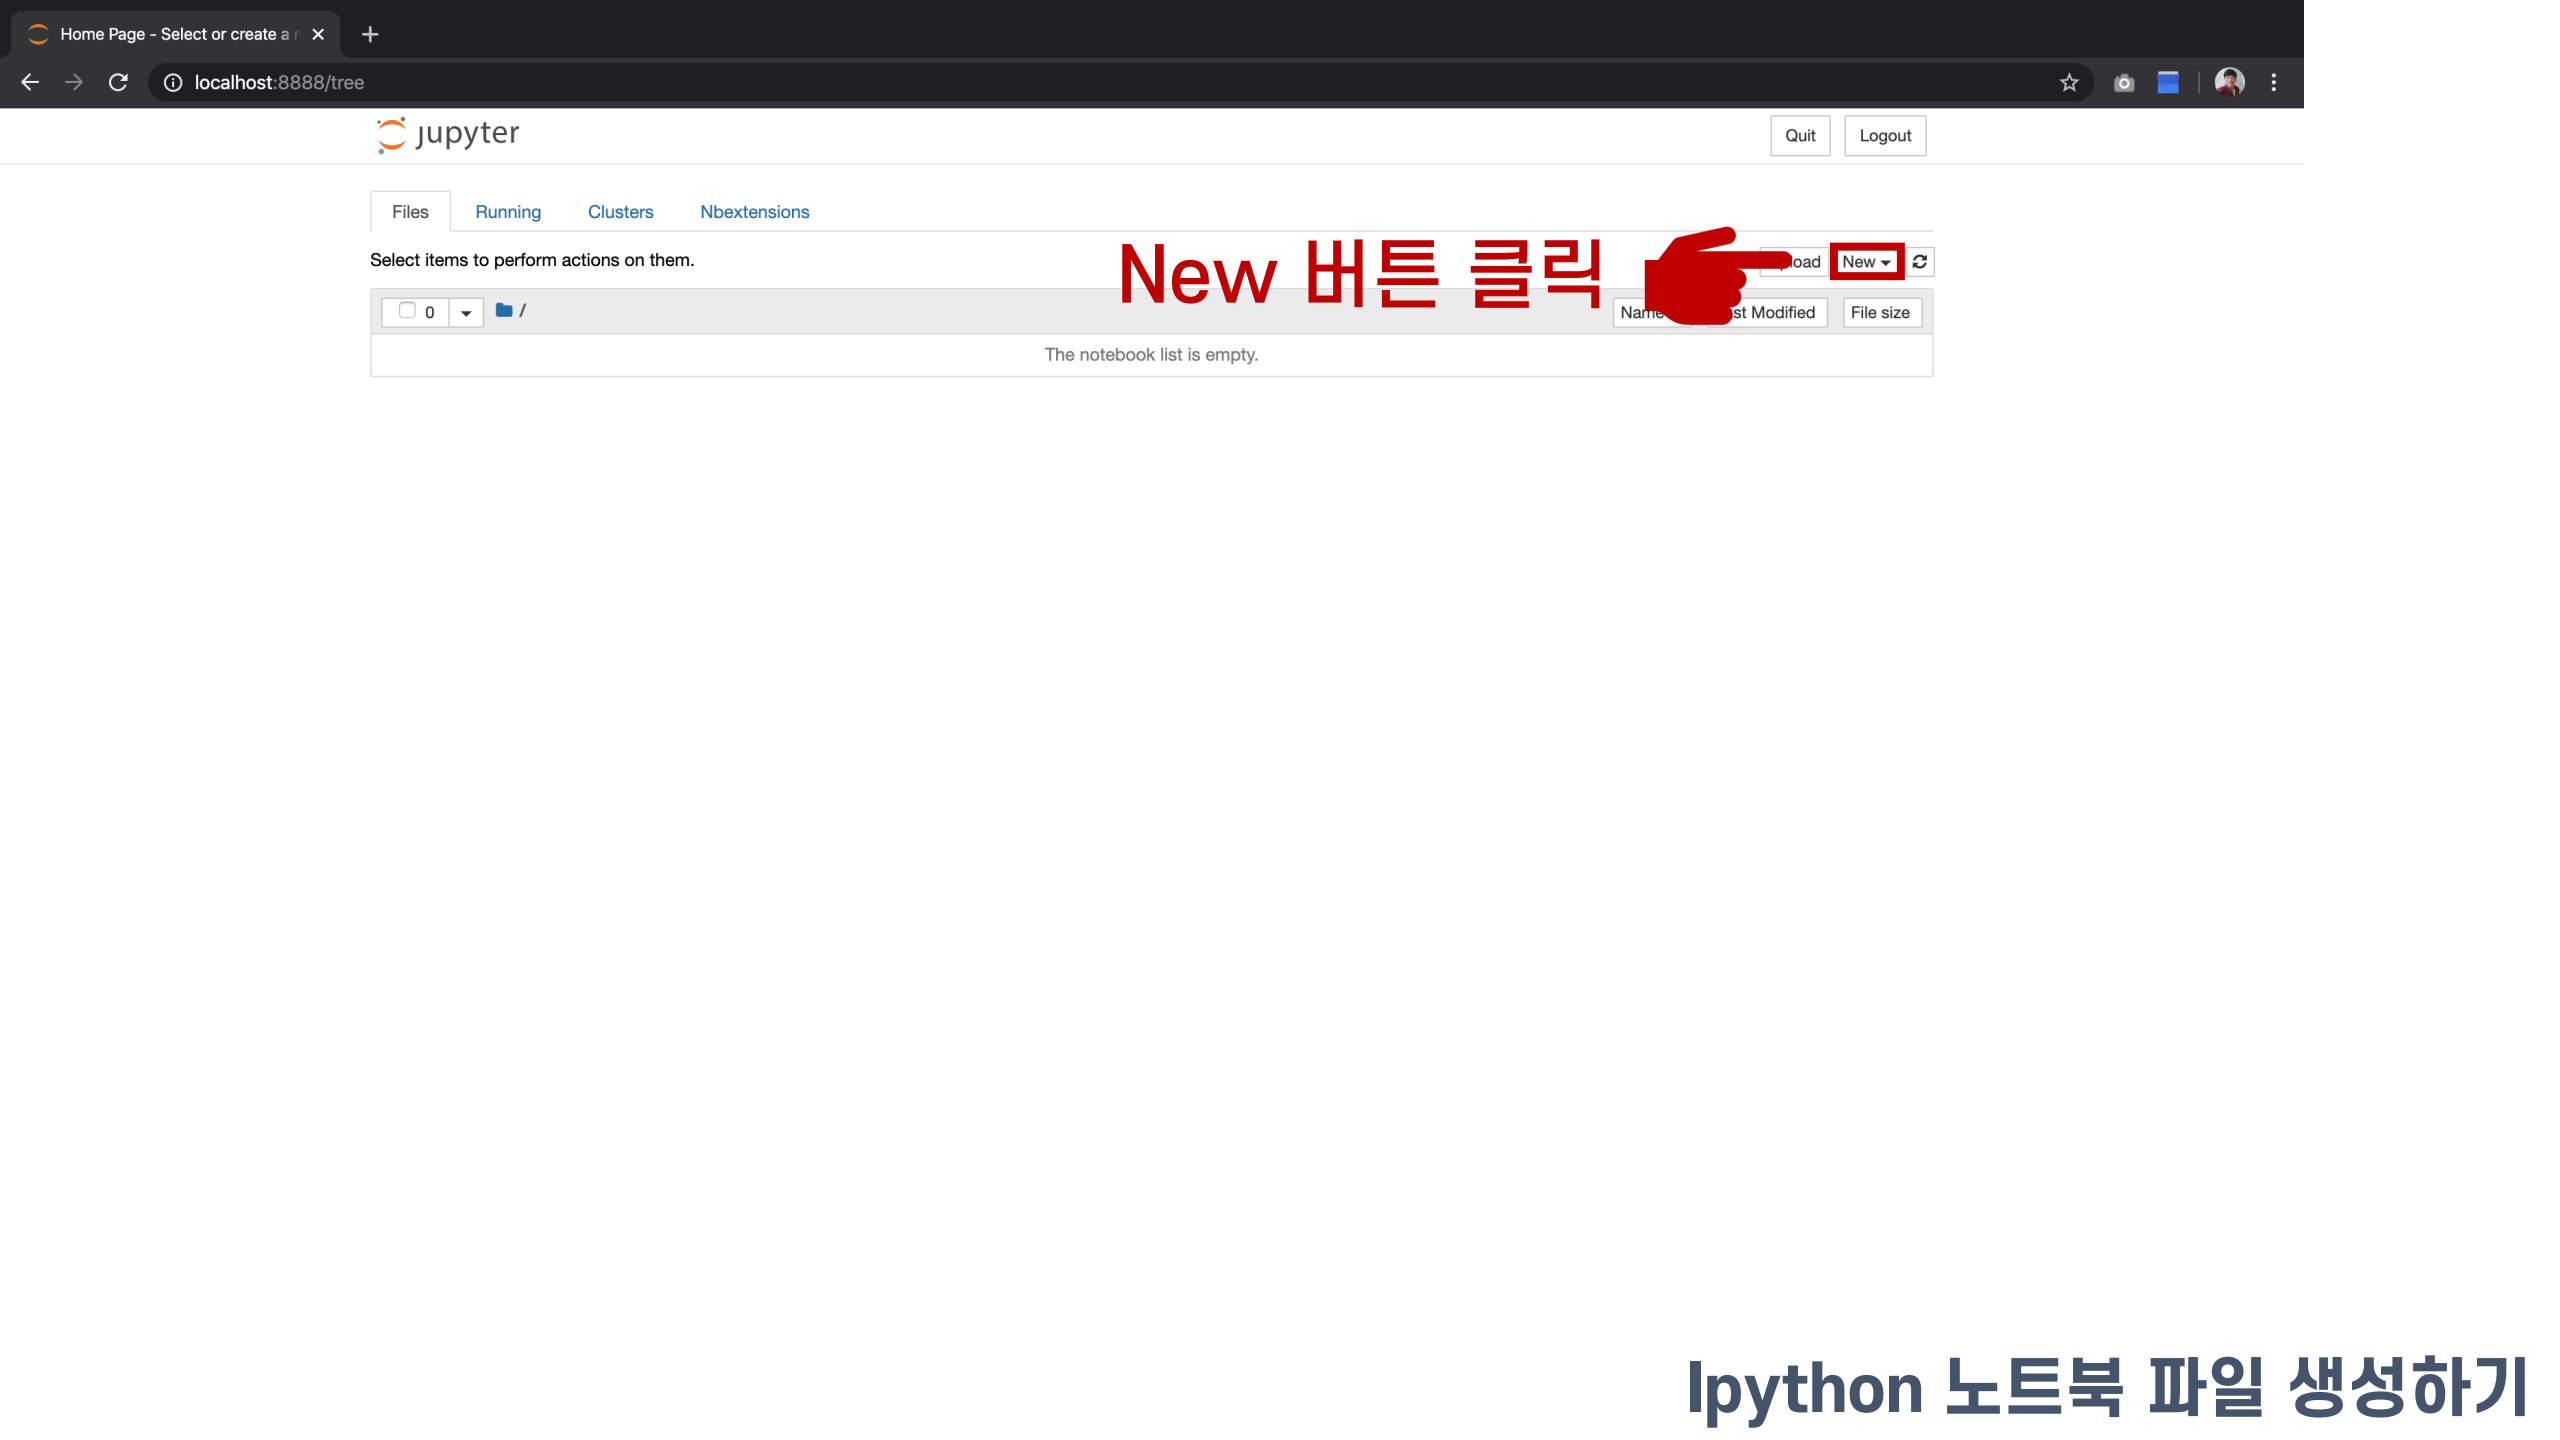 Home Page - Select or create a
localhost:8888/tree
jupyter
Quit Logout
Files Running Clusters Nbextensions
New 버튼 클릭
Select items to perform actions on them.
New
0 /
File size
Modified
The notebook list is empty.
Ipython 노트북 파일 생성하기